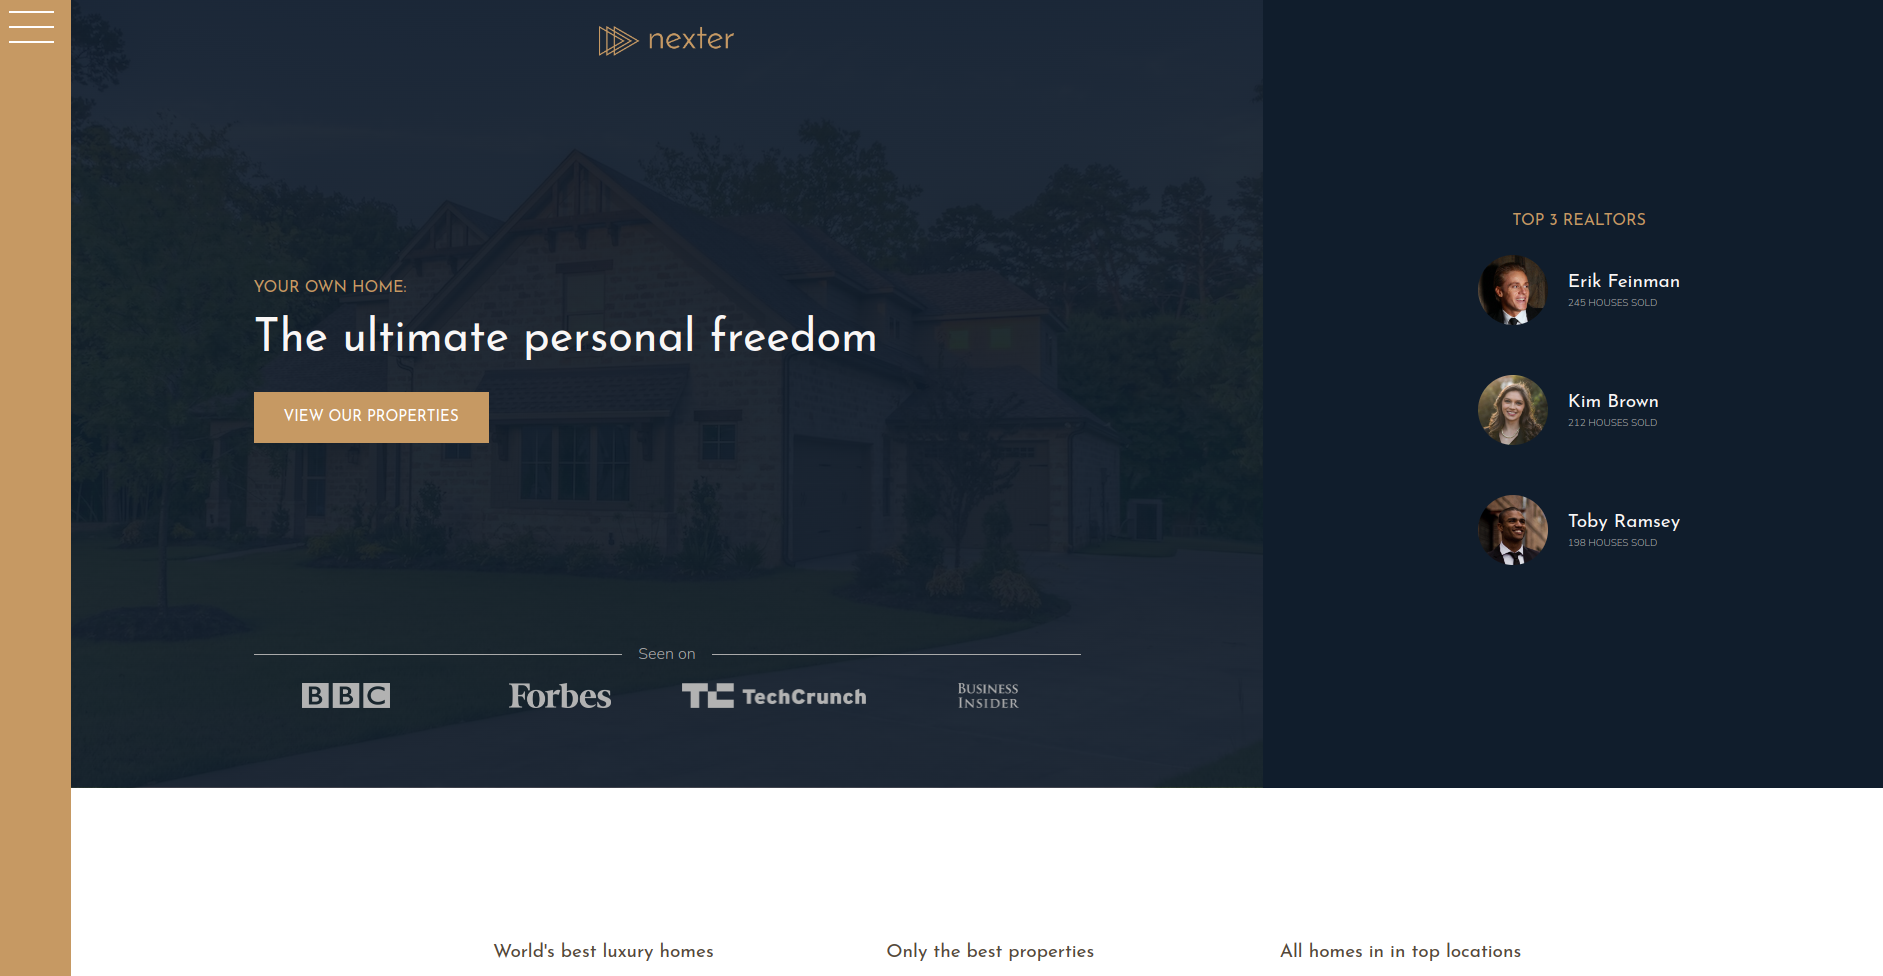 nexter
YOUR OWN HOME:
The ultimate personal freedom
VIEW OUR PROPERTIES
Seen on
BBC
Forbes
TC TechCrunch
BUSINESS
INSIDER
TOP 3 REALTORS
Erik Feinman
245 HOUSES SOLD
Kim Brown
212 HOUSES SOLD
Toby Ramsey
198 HOUSES SOLD
World's best luxury homes
Only the best properties
All homes in in top locations